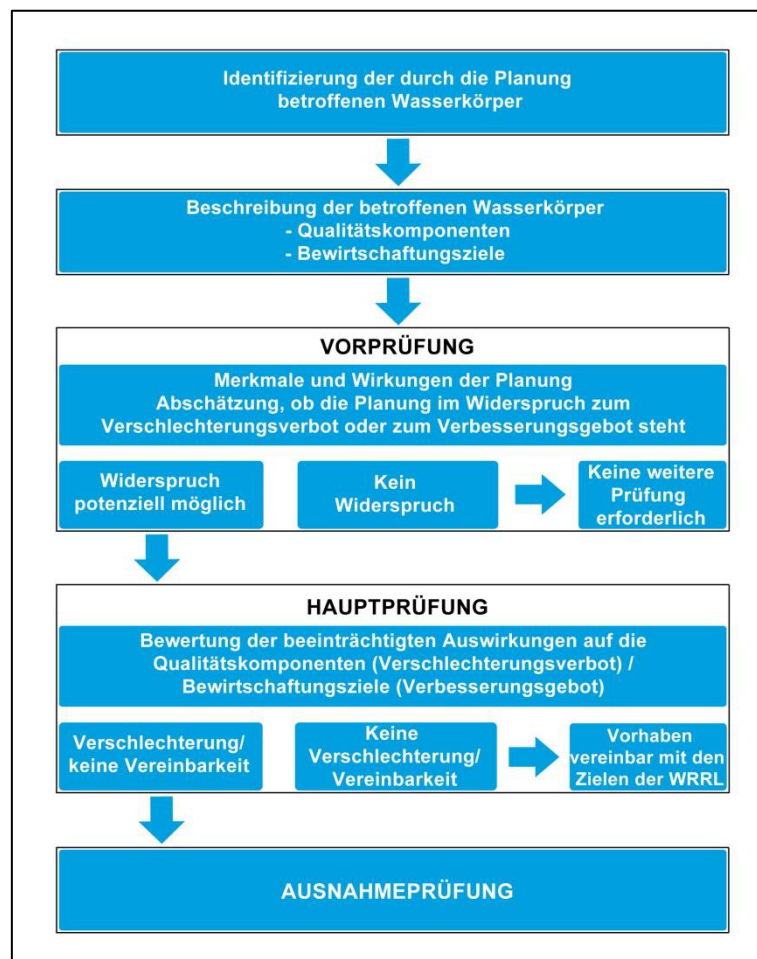 Identifizierung der durch die Planung
betroffenen Wasserkörper
Beschreibung der betroffenen Wasserkörper
- Qualitätskomponenten
- Bewirtschaftungsziele
VORPRÜFUNG
Merkmale und Wirkungen der Planung
Abschätzung, ob die Planung im Widerspruch zum
Verschlechterungsverbot oder zum Verbesserungsgebot steht
Widerspruch
potenziell möglich
Kein
Widerspruch
Keine weitere
Prüfung
erforderlich
HAUPTPRÜFUNG
Bewertung der beeinträchtigten Auswirkungen auf die
Qualitätskomponenten (Verschlechterungsverbot) /
Bewirtschaftungsziele (Verbesserungsgebot)
Verschlechterung/
keine Vereinbarkeit
Keine
Verschlechterung/
Vereinbarkeit
Vorhaben
vereinbar mit den
Zielen der WRRL
AUSNAHMEPRÜFUNG